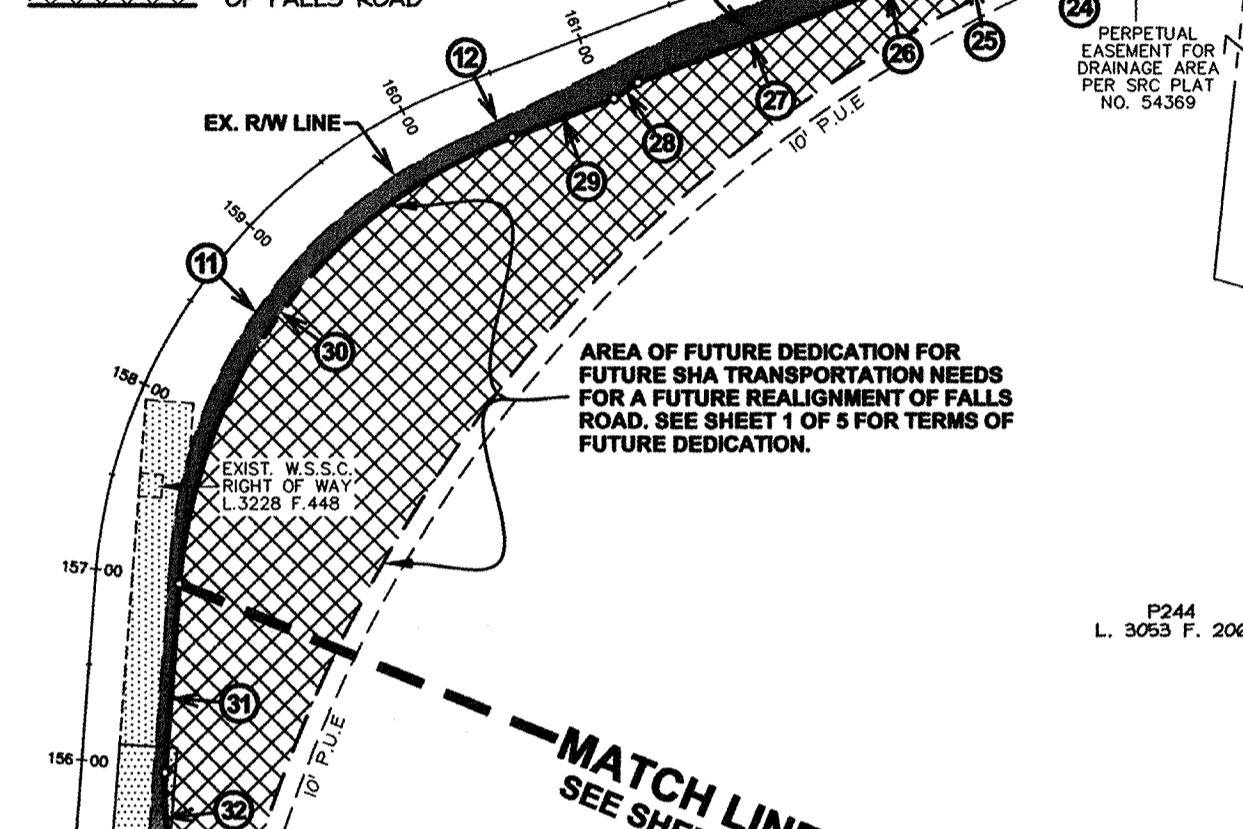 OF FALLS ROAD
12
161+00
26
25
24
PERPETUAL
EASEMENT FOR
DRAINAGE AREA
PER SRC PLAT
NO. 54369
160+00
27
10' P.U.E
EX. R/W LINE
28
29
159+00
11
30
AREA OF FUTURE DEDICATION FOR
FUTURE SHA TRANSPORTATION NEEDS
FOR A FUTURE REALIGNMENT OF FALLS
ROAD. SEE SHEET 1 OF 5 FOR TERMS OF
FUTURE DEDICATION.
158+00
EXIST. W.S.S.C.
RIGHT OF WAY
L.3228 F.448
157+00
P244
L. 3053 F.
31
156+00
10' P.U.E
MATCH LINE
SEE
32